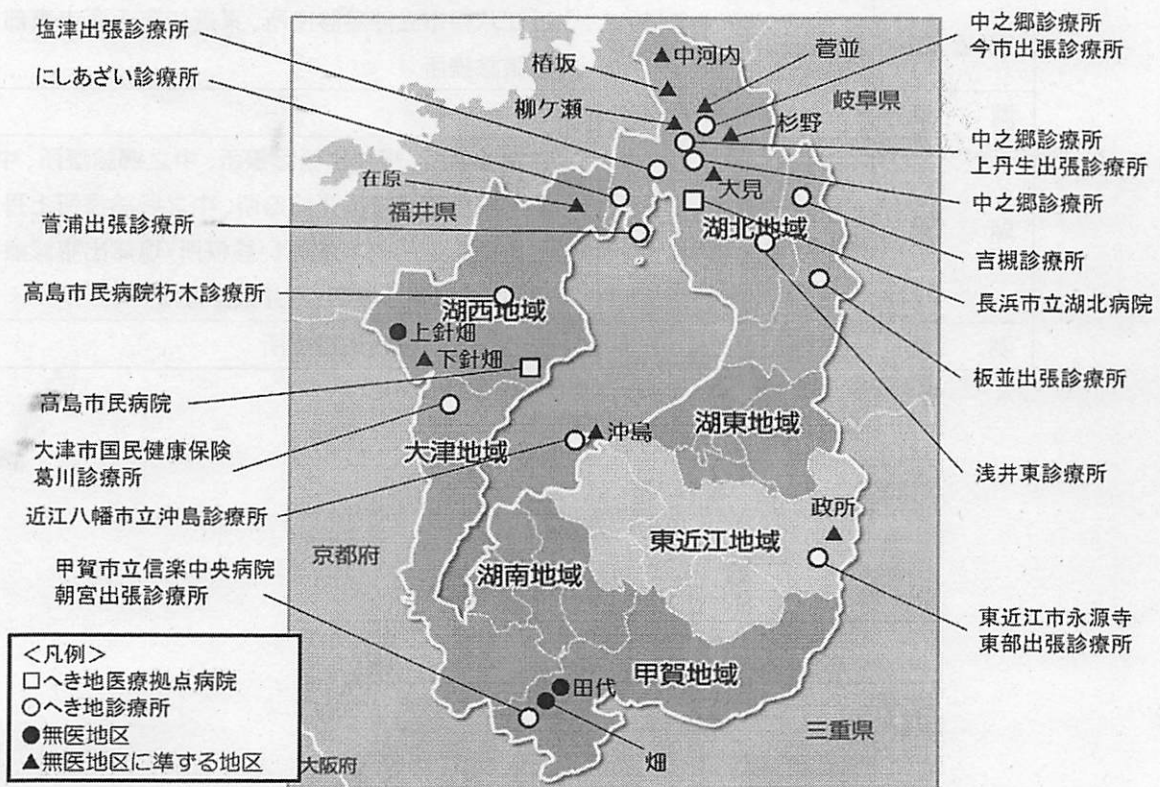 塩津出張診療所
にしあざい診療所
在原
福井県
菅浦出張診療所
高島市民病院朽木診療所
湖西地域
上針畑
下針畑
高島市民病院
大津市国民健康保険
葛川診療所
大津地域
近江八幡市立沖島診療所
京都府
甲賀市立信楽中央病院
朝宮出張診療所
椿坂
中河内
菅並
柳ケ瀬
杉野
大見
湖北地域
沖島
湖東地域
政所
東近江地域
湖南地域
甲賀地域
田代
畑
大阪府
三重県
岐阜県
中之郷診療所
今市出張診療所
中之郷診療所
上丹生出張診療所
中之郷診療所
吉槻診療所
長浜市立湖北病院
板並出張診療所
浅井東診療所
東近江市永源寺
東部出張診療所
<凡例>
□へき地医療拠点病院
○へき地診療所
●無医地区
▲無医地区に準ずる地区